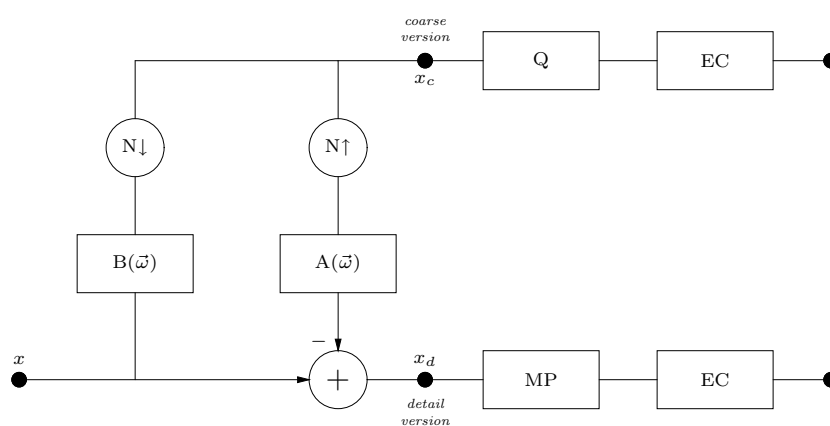 coarse
version
Q
EC
x_c
N↓
N↑
B(ω⃗)
A(ω⃗)
−
x
x_d
+
MP
EC
detail
version